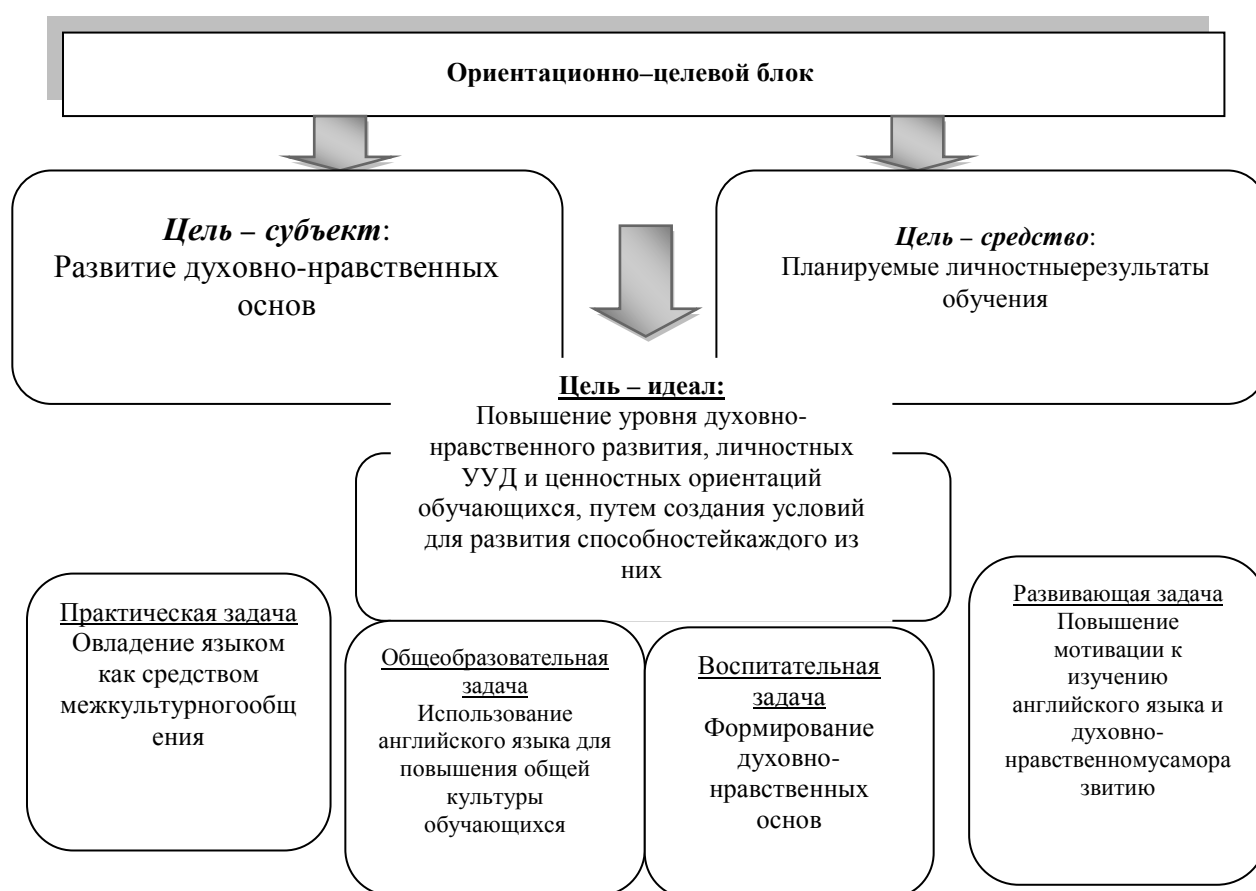 Ориентационно–целевой блок
Цель – субъект:
Развитие духовно-нравственных
основ
Цель – средство:
Планируемые личностныерезультаты
обучения
Цель – идеал:
Повышение уровня духовно-
нравственного развития, личностных
УУД и ценностных ориентаций
обучающихся, путем создания условий
для развития способностейкаждого из
них
Практическая задача
Овладение языком
как средством
межкультурногообщ
ения
Общеобразовательная
задача
Использование
английского языка для
повышения общей
культуры
обучающихся
Воспитательная
задача
Формирование
духовно-
нравственных
основ
Развивающая задача
Повышение
мотивации к
изучению
английского языка и
духовно-
нравственномусамора
звитию